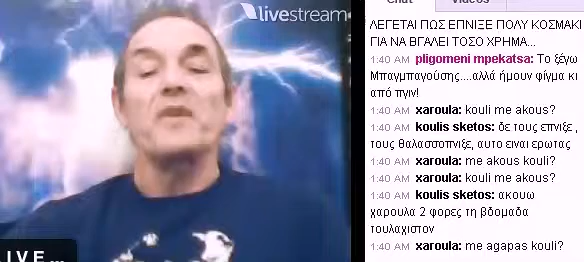 livestream
LIVE...
Chat Videos
ΛΕΓΕΤΑΙ ΠΩΣ ΕΠΝΙΞΕ ΠΟΛΥ ΚΟΣΜΑΚΙ
ΓΙΑ ΝΑ ΒΓΑΛΕΙ ΤΟΣΟ ΧΡΗΜΑ...
1:40 AM pligomeni mpekatsa: Το ξέγω
Μπαγμπαγούσης....αλλά ήμουν φίγμα κι
από πγιν!
1:40 AM xaroula: kouli me akous?
1:40 AM koulis sketos: δε τους επνιξε ,
τους θαλασσοπνιξε, αυτο ειναι ερωτας
1:40 AM xaroula: me akous kouli?
1:40 AM xaroula: kouli me akous?
1:40 AM koulis sketos: ακουω
χαρουλα 2 φορες τη βδομαδα
τουλαχιστον
1:40 AM xaroula: me agapas kouli?